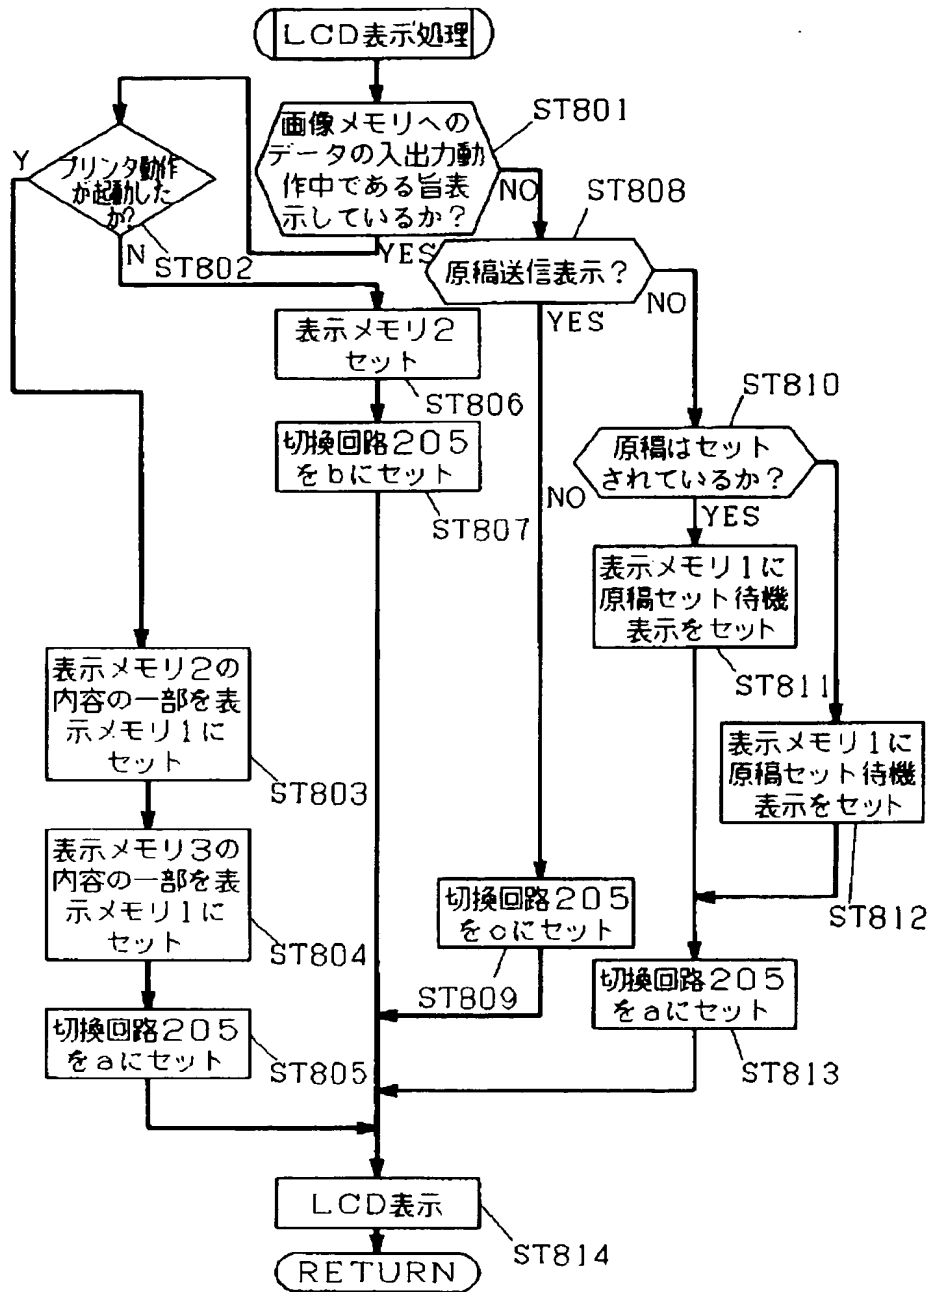 LCD表示処理
画像メモリへの
データの入出力動
作中である旨表
示しているか?
ST801
YES
NO
プリンタ動作
が起動した
か?
Y
N
ST802
ST808
原稿送信表示?
YES
NO
表示メモリ2
セット
ST806
切換回路205
をbにセット
ST807
ST810
原稿はセット
されているか?
YES
NO
表示メモリ1に
原稿セット待機
表示をセット
ST811
表示メモリ1に
原稿セット待機
表示をセット
ST812
表示メモリ2の
内容の一部を表
示メモリ1に
セット
ST803
表示メモリ3の
内容の一部を表
示メモリ1に
セット
ST804
切換回路205
をaにセット
ST805
切換回路205
をcにセット
ST809
切換回路205
をaにセット
ST813
LCD表示
ST814
RETURN